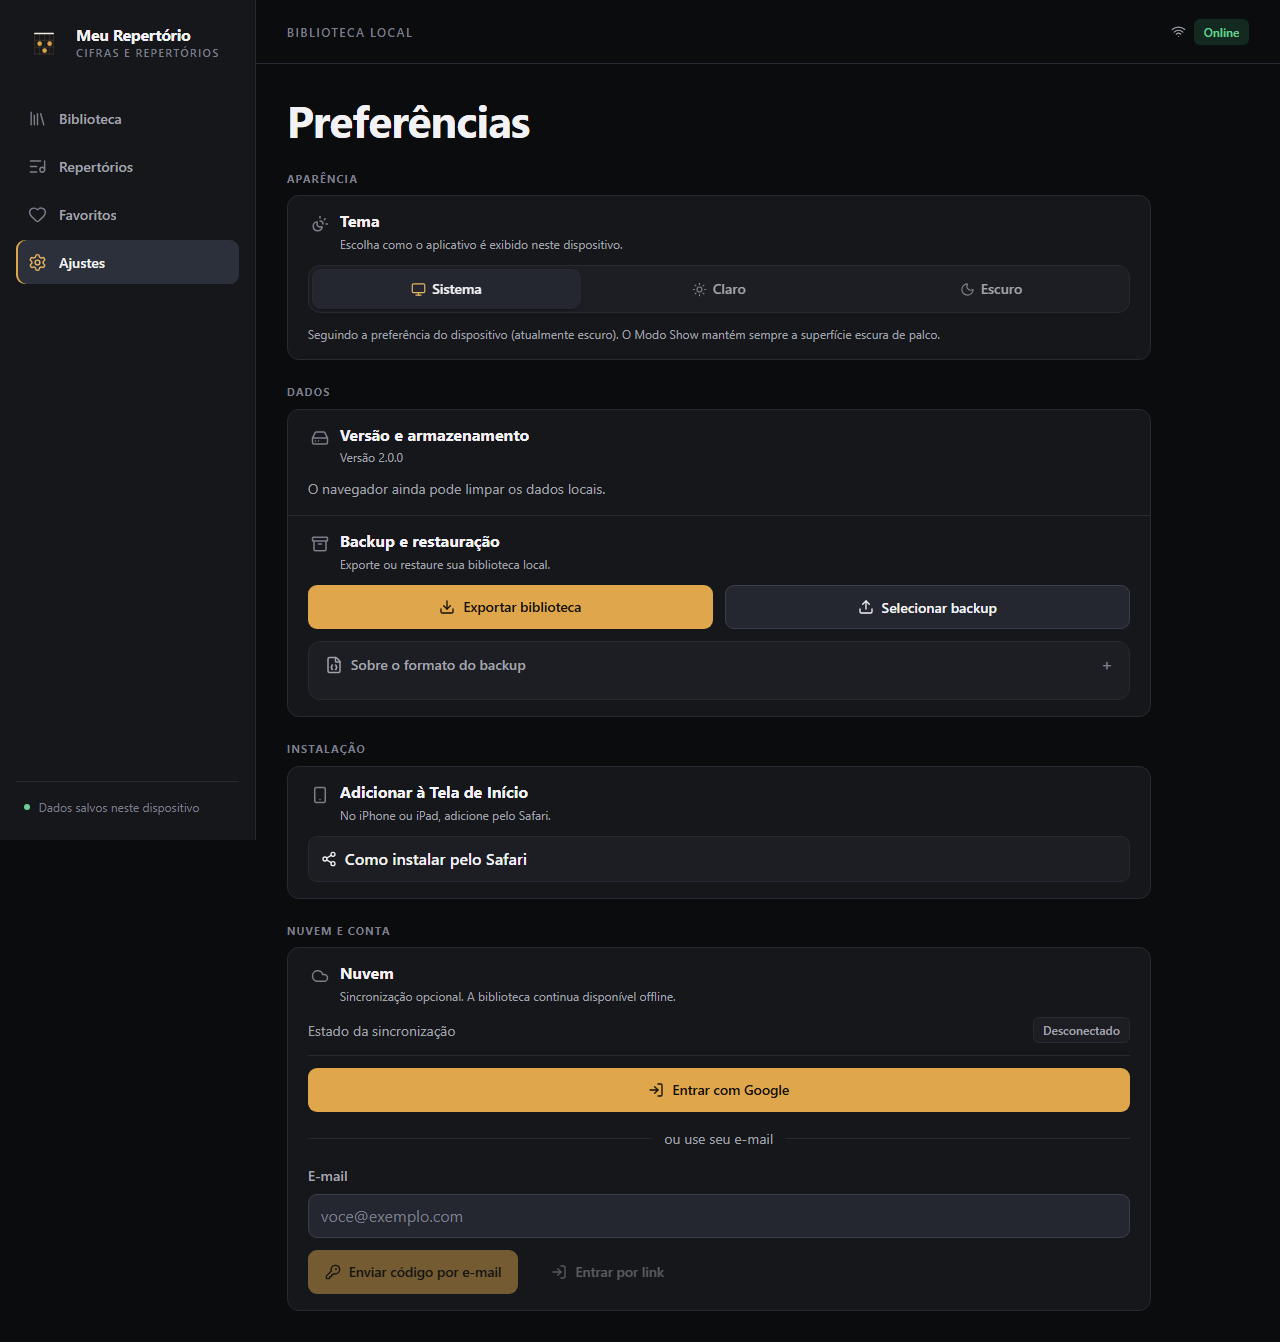 Meu Repertório
CIFRAS E REPERTÓRIOS
Biblioteca
Repertórios
Favoritos
Ajustes
Dados salvos neste dispositivo
BIBLIOTECA LOCAL
Online
Preferências
APARÊNCIA
Tema
Escolha como o aplicativo é exibido neste dispositivo.
Sistema
Claro
Escuro
Seguindo a preferência do dispositivo (atualmente escuro). O Modo Show mantém sempre a superfície escura de palco.
DADOS
Versão e armazenamento
Versão 2.0.0
O navegador ainda pode limpar os dados locais.
Backup e restauração
Exporte ou restaure sua biblioteca local.
Exportar biblioteca
Selecionar backup
Sobre o formato do backup
+
INSTALAÇÃO
Adicionar à Tela de Início
No iPhone ou iPad, adicione pelo Safari.
Como instalar pelo Safari
NUVEM E CONTA
Nuvem
Sincronização opcional. A biblioteca continua disponível offline.
Estado da sincronização
Desconectado
Entrar com Google
ou use seu e-mail
E-mail
voce@exemplo.com
Enviar código por e-mail
Entrar por link